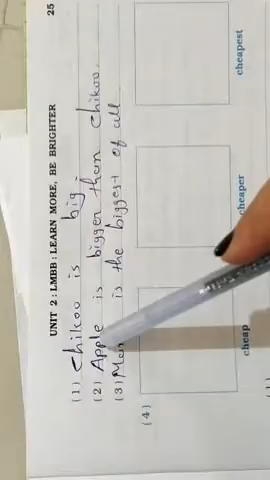 25
UNIT 2 : LMBB : LEARN MORE, BE BRIGHTER
(1) Chikoo is big.
(2) Apple is bigger than Chikoo.
(3) is the biggest of all
(4)
cheap cheaper cheapest